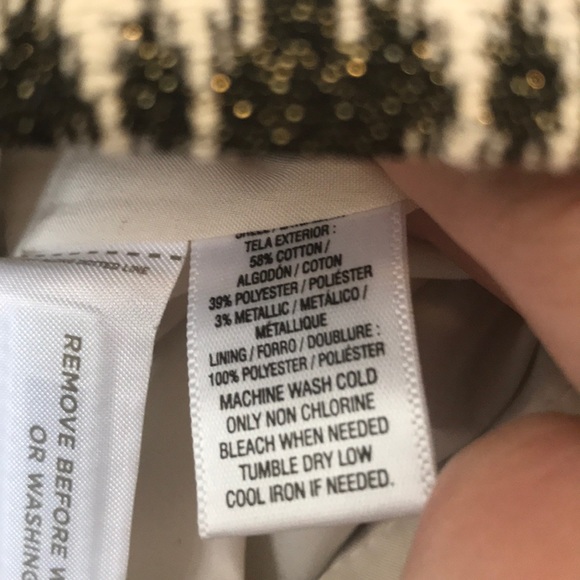 TELA EXTERIOR :
58% COTTON /
ALGODÓN / COTON
39% POLYESTER / POLIÉSTER
3% METALLIC / METÁLICO /
MÉTALLIQUE
LINING / FORRO / DOUBLURE :
100% POLYESTER / POLIÉSTER
MACHINE WASH COLD
ONLY NON CHLORINE
BLEACH WHEN NEEDED
TUMBLE DRY LOW
COOL IRON IF NEEDED.
LINE
REMOVE BEFORE
OR WASHING